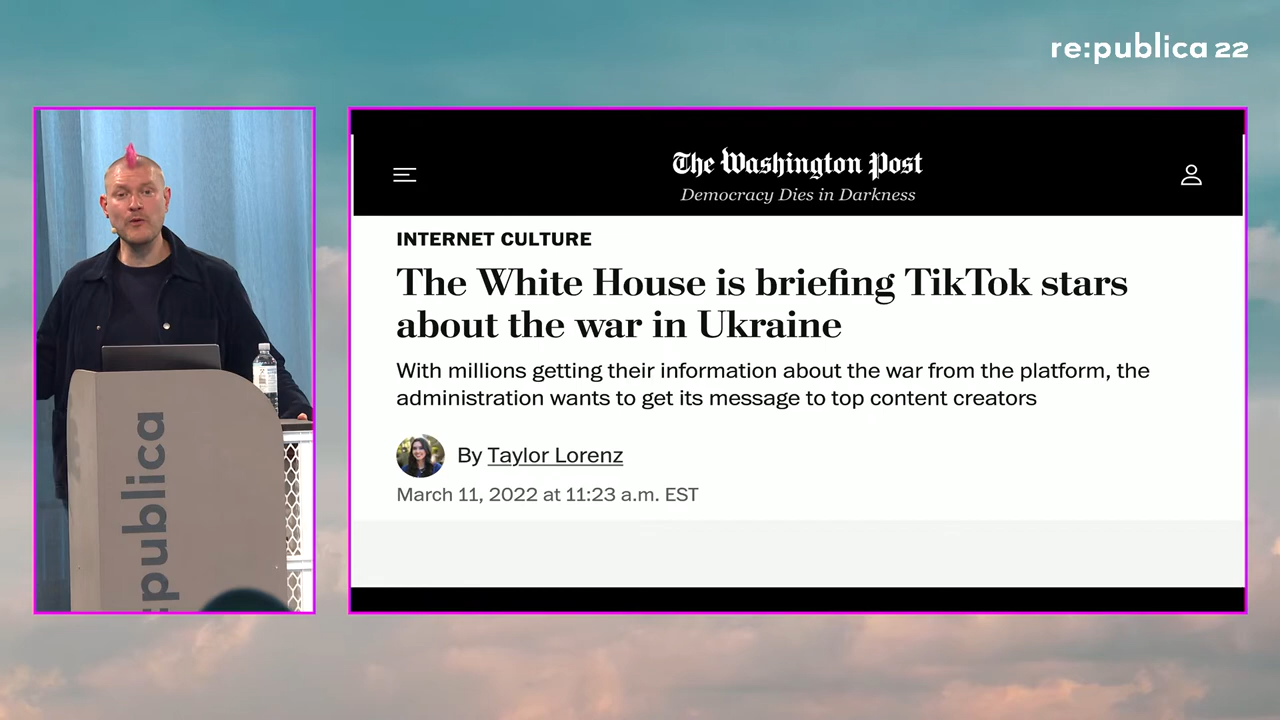 re:publica 22
The Washington Post
Democracy Dies in Darkness
INTERNET CULTURE
The White House is briefing TikTok stars
about the war in Ukraine
With millions getting their information about the war from the platform, the
administration wants to get its message to top content creators
By Taylor Lorenz
March 11, 2022 at 11:23 a.m. EST
:publica